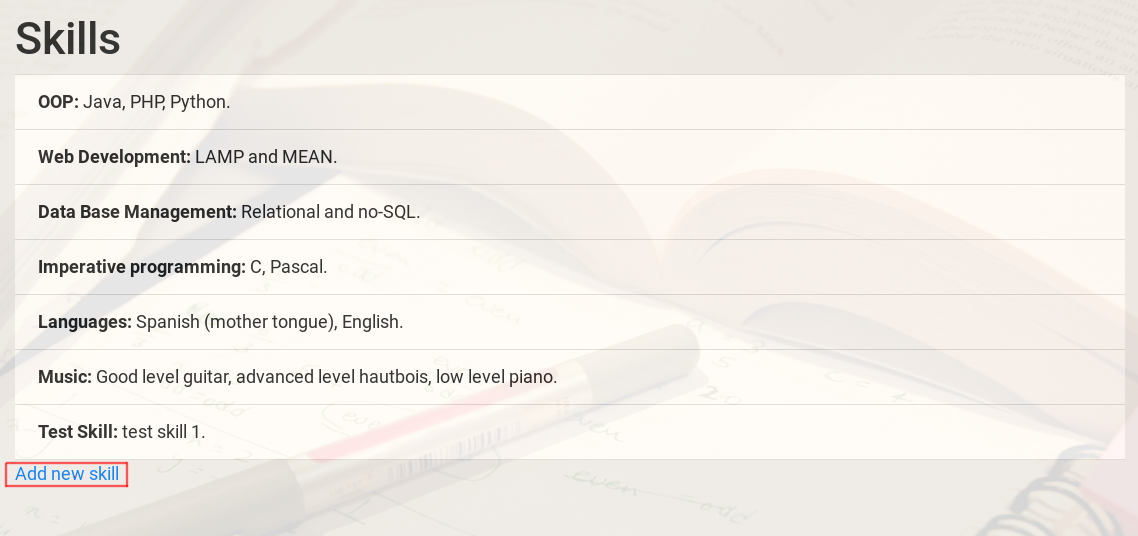 Skills
OOP: Java, PHP, Python.
Web Development: LAMP and MEAN.
Data Base Management: Relational and no-SQL.
Imperative programming: C, Pascal.
Languages: Spanish (mother tongue), English.
Music: Good level guitar, advanced level hautbois, low level piano.
Test Skill: test skill 1.
Add new skill